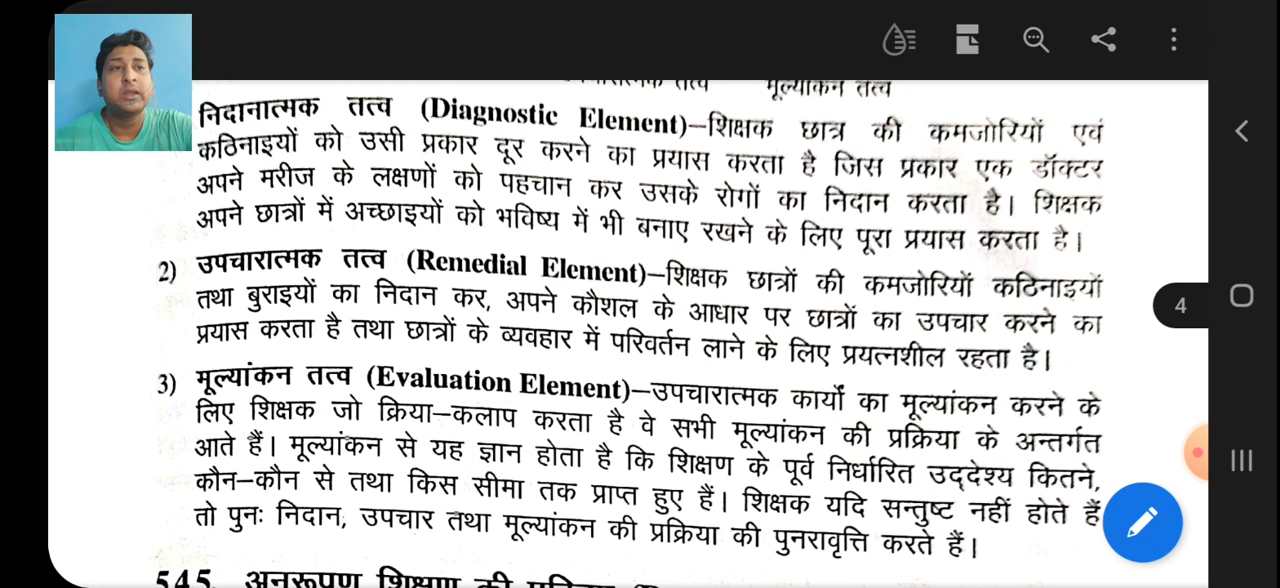 मूल्यांकन तत्व
निदानात्मक तत्व (Diagnostic Element)–शिक्षक छात्र की कमजोरियों एवं
कठिनाइयों को उसी प्रकार दूर करने का प्रयास करता है जिस प्रकार एक डॉक्टर
अपने मरीज के लक्षणों को पहचान कर उसके रोगों का निदान करता है। शिक्षक
अपने छात्रों में अच्छाइयों को भविष्य में भी बनाए रखने के लिए पूरा प्रयास करता है।
2) उपचारात्मक तत्व (Remedial Element)–शिक्षक छात्रों की कमजोरियों कठिनाइयों
तथा बुराइयों का निदान कर, अपने कौशल के आधार पर छात्रों का उपचार करने का
प्रयास करता है तथा छात्रों के व्यवहार में परिवर्तन लाने के लिए प्रयत्नशील रहता है।
4
3) मूल्यांकन तत्व (Evaluation Element)–उपचारात्मक कार्यों का मूल्यांकन करने के
लिए शिक्षक जो क्रिया–कलाप करता है वे सभी मूल्यांकन की प्रक्रिया के अन्तर्गत
आते हैं। मूल्यांकन से यह ज्ञान होता है कि शिक्षण के पूर्व निर्धारित उद्देश्य कितने,
कौन–कौन से तथा किस सीमा तक प्राप्त हुए हैं। शिक्षक यदि सन्तुष्ट नहीं होते हैं
तो पुनः निदान, उपचार तथा मूल्यांकन की प्रक्रिया की पुनरावृत्ति करते हैं।
545. अनुरूपण शिक्षण की